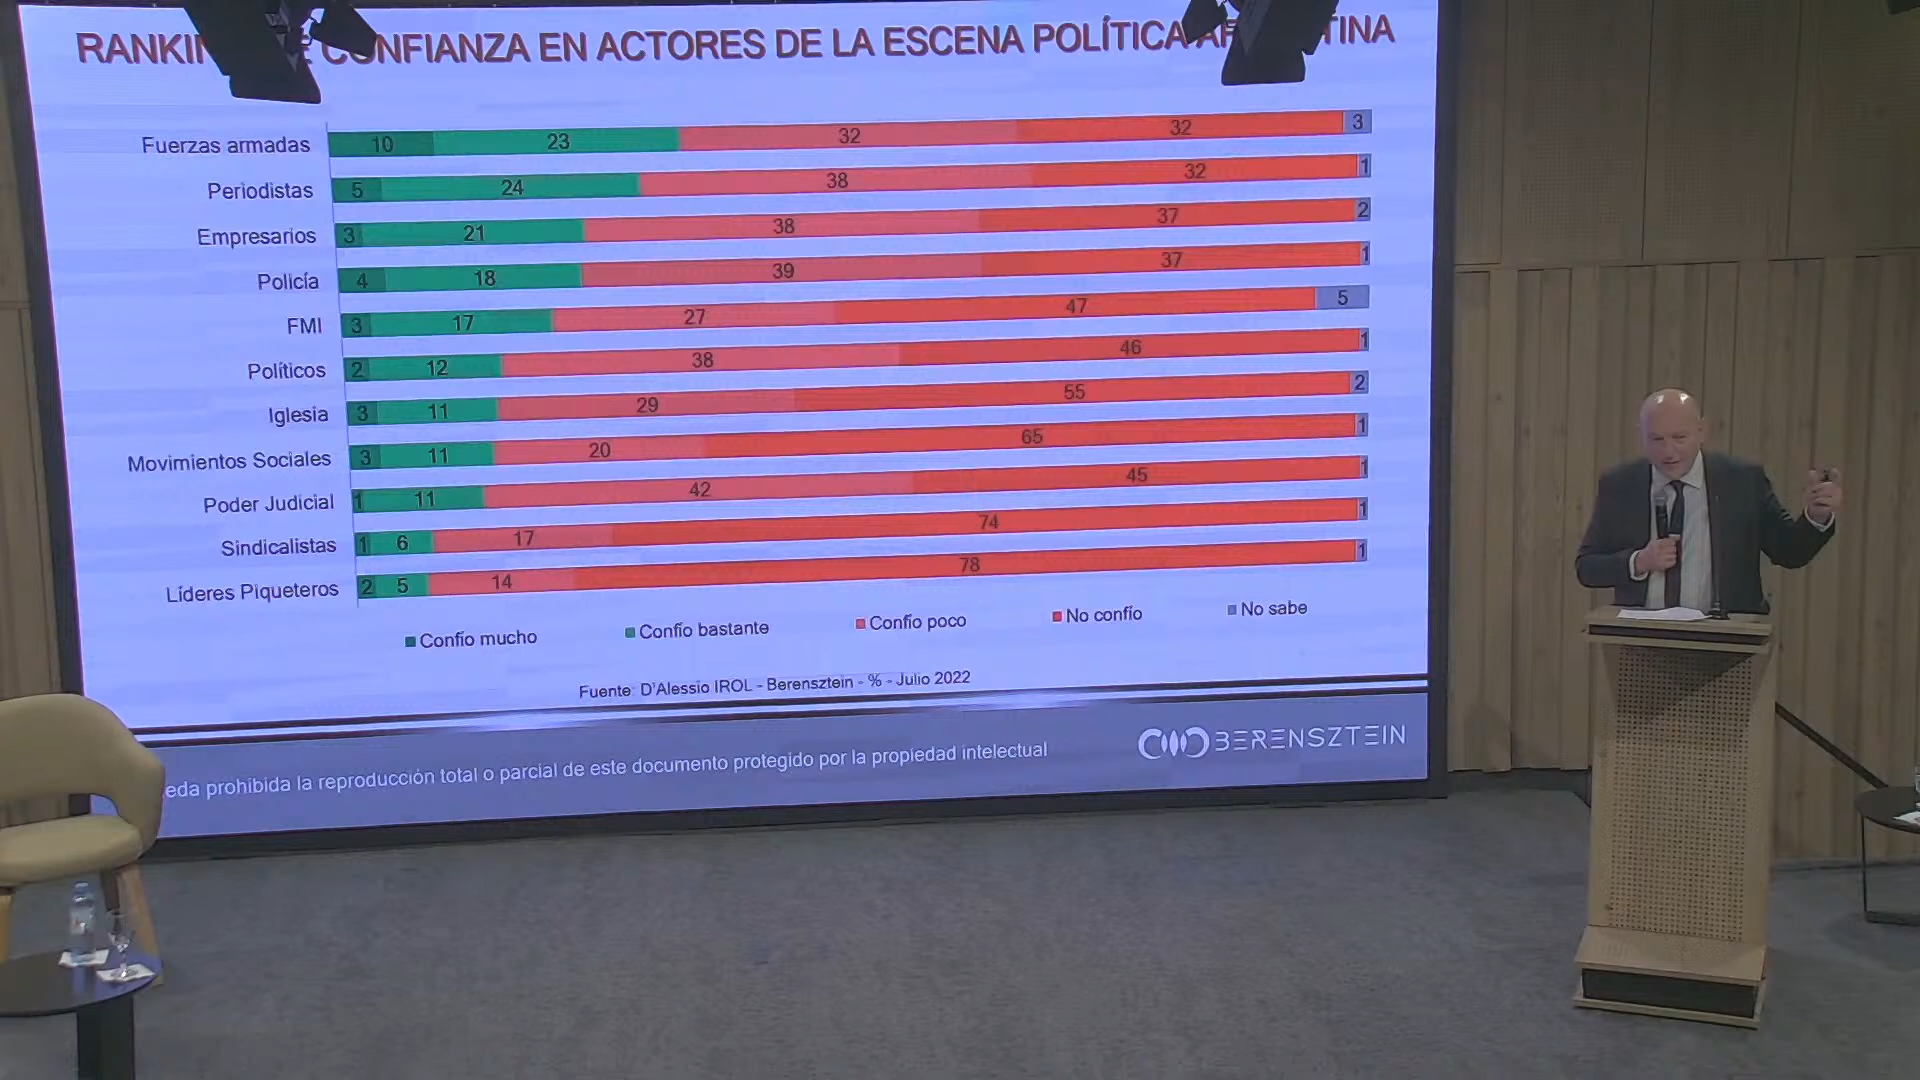 CONFIANZA EN ACTORES DE LA ESCENA POLÍTICA
Fuerzas armadas 10 23 32 32 3
Periodistas 5 24 38 32 1
Empresarios 3 21 38 37 2
Policía 4 18 39 37 1
FMI 3 17 27 47 5
Políticos 2 12 38 46 1
Iglesia 3 11 29 55 2
Movimientos Sociales 3 11 20 65 1
Poder Judicial 1 11 42 45 1
Sindicalistas 1 6 17 74 1
Líderes Piqueteros 2 5 14 78 1
Confío mucho Confío bastante Confío poco No confío No sabe
Fuente: D'Alessio IROL - Berensztein - % - Julio 2022
eda prohibida la reproducción total o parcial de este documento protegido por la propiedad intelectual
BERENSZTEIN